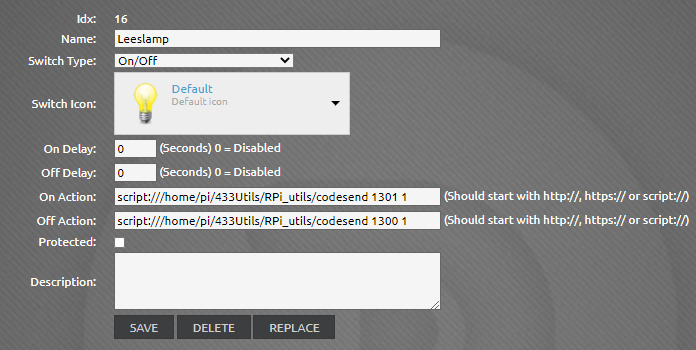 Idx: 16
Name: Leeslamp
Switch Type: On/Off
Switch Icon: Default
Default icon
On Delay: 0 (Seconds) 0 = Disabled
Off Delay: 0 (Seconds) 0 = Disabled
On Action: script:///home/pi/433Utils/RPi_utils/codesend 1301 1 (Should start with http://, https:// or script://)
Off Action: script:///home/pi/433Utils/RPi_utils/codesend 1300 1 (Should start with http://, https:// or script://)
Protected:
Description:
SAVE DELETE REPLACE